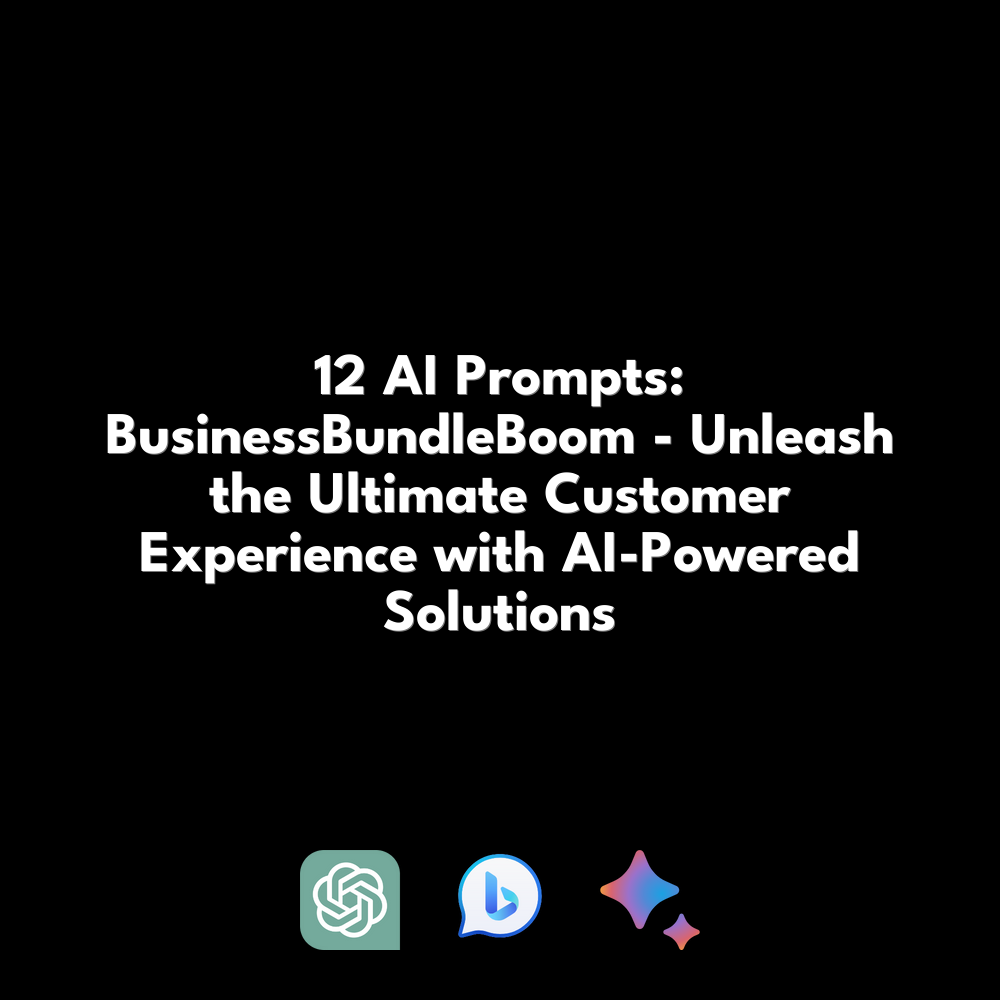 12 AI Prompts:
BusinessBundleBoom - Unleash
the Ultimate Customer
Experience with AI-Powered
Solutions